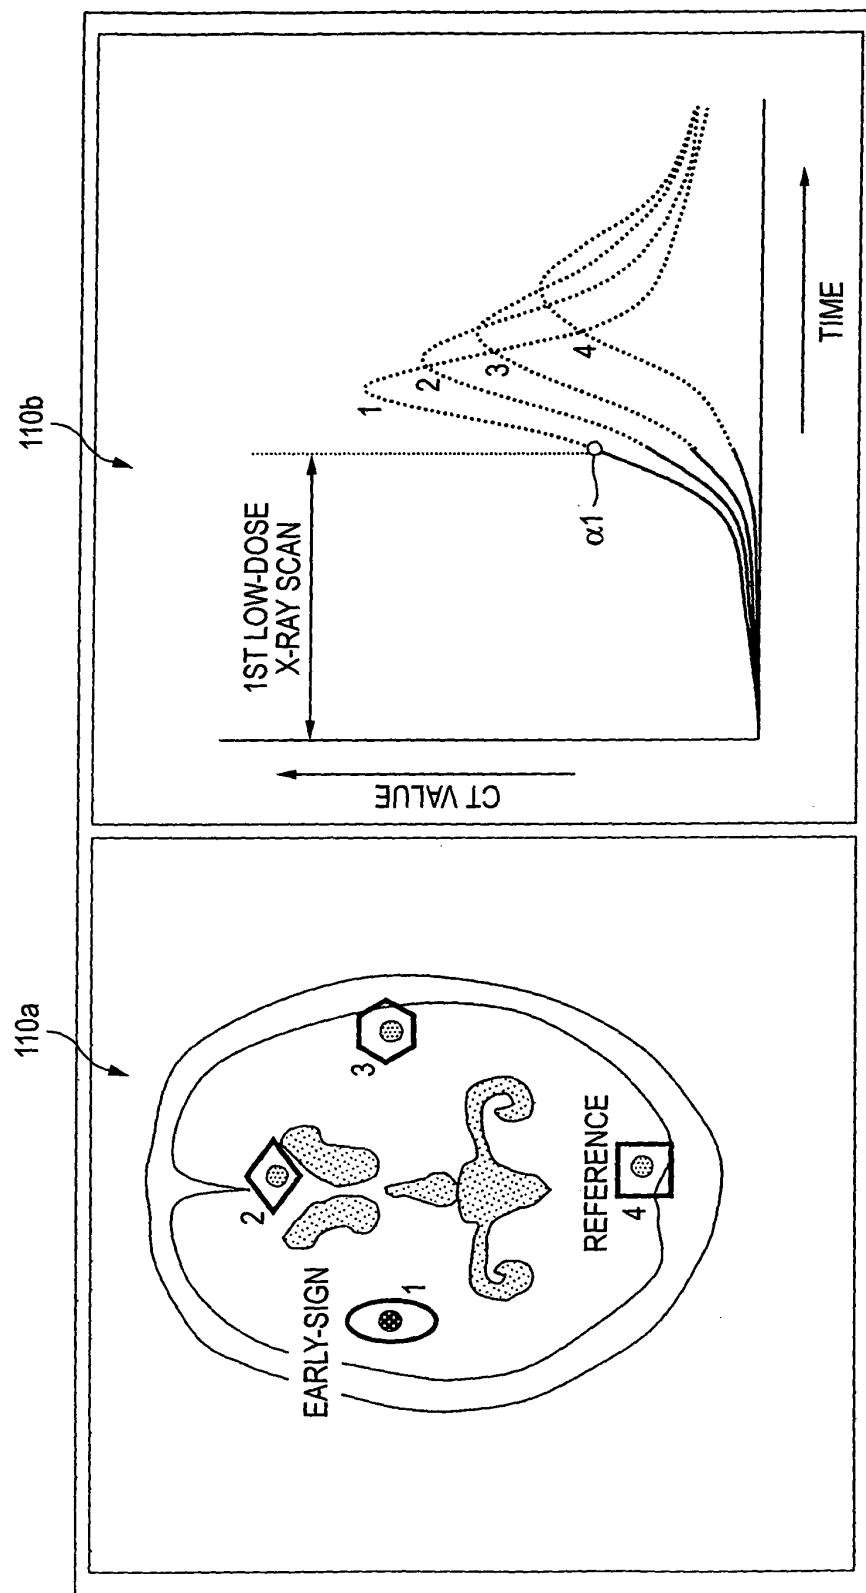 110a
EARLY-SIGN
1
2
3
REFERENCE
4
110b
1ST LOW-DOSE
X-RAY SCAN
CT VALUE
α1
1
2
3
4
TIME